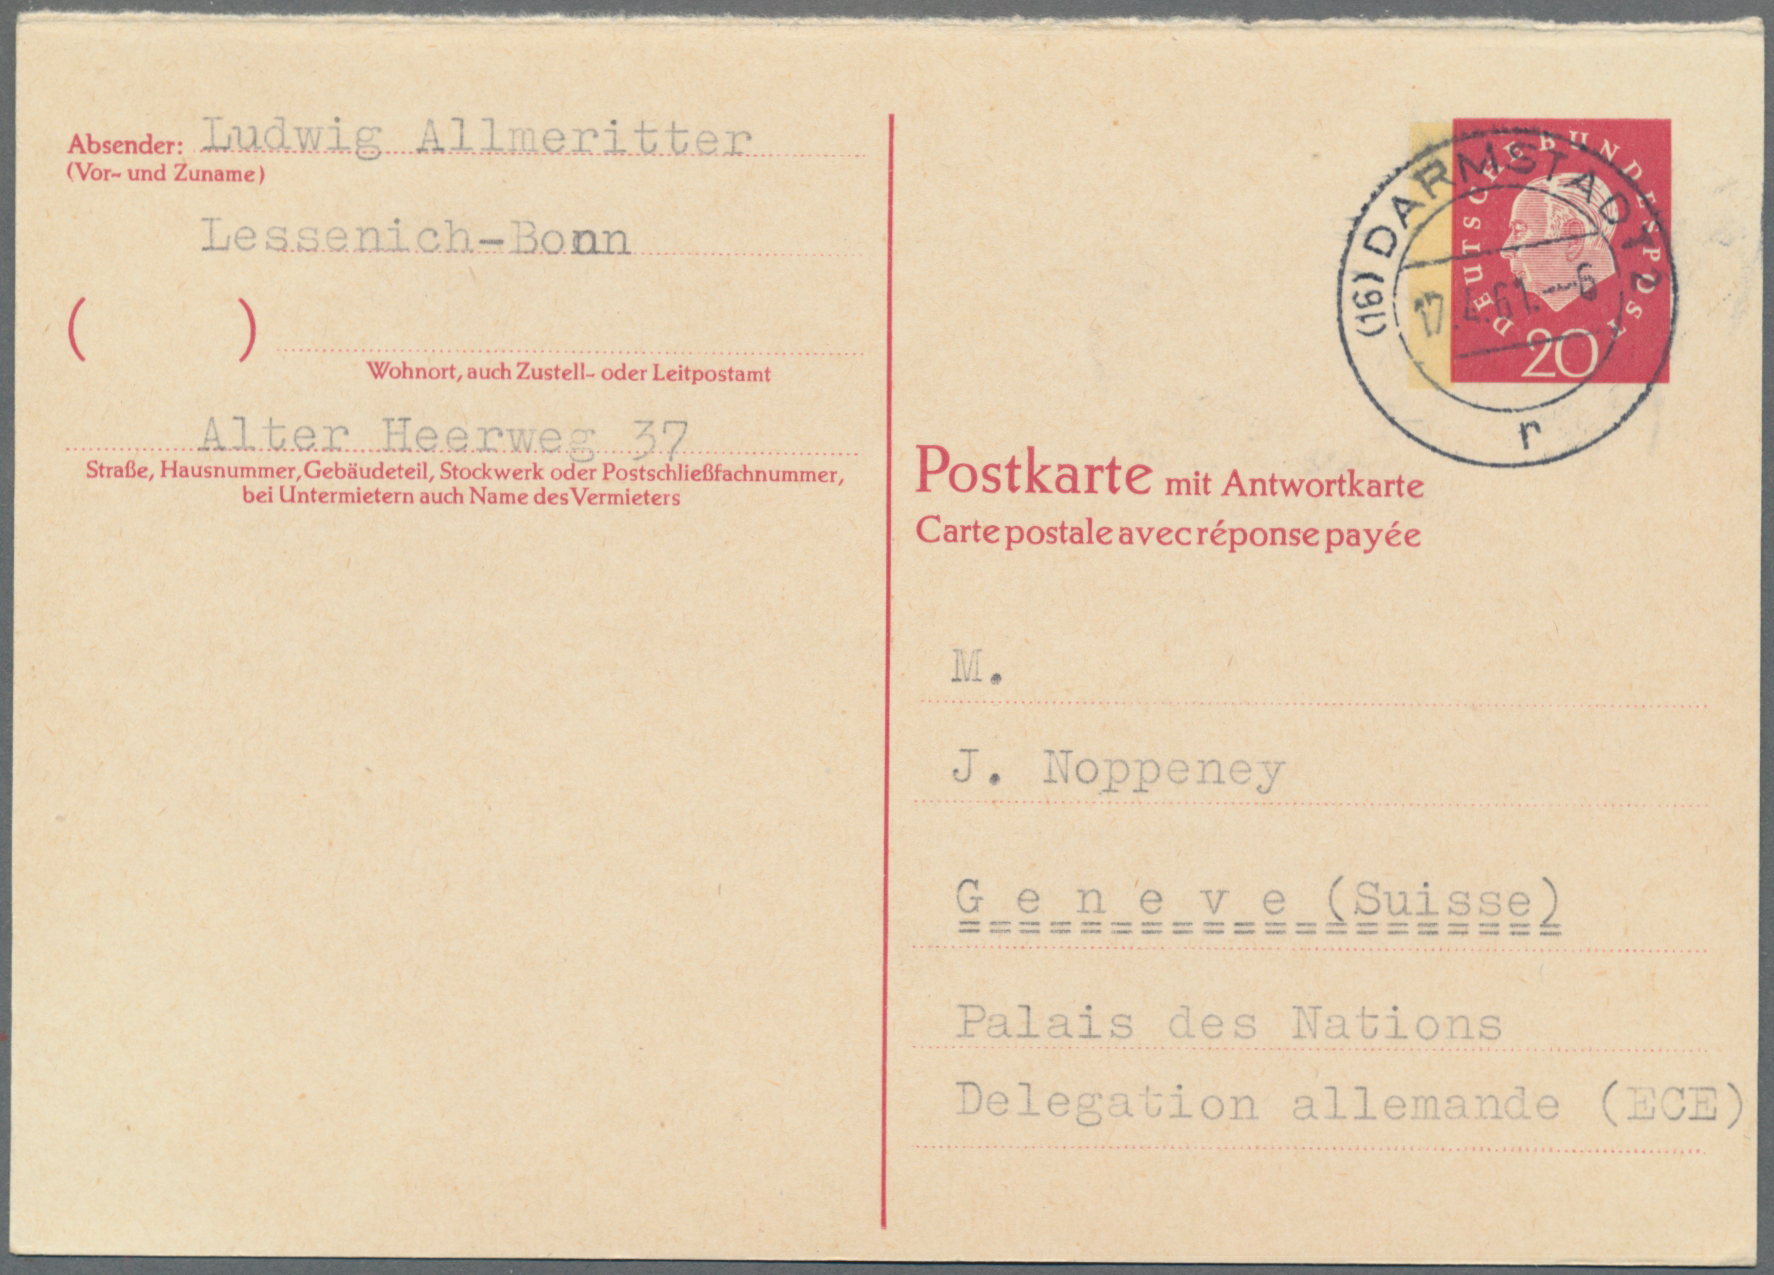 Absender: Ludwig Allmeritter
(Vor- und Zuname)
Lessenich-Bonn
( )
Wohnort, auch Zustell- oder Leitpostamt
Alter Heerweg 37
Straße, Hausnummer, Gebäudeteil, Stockwerk oder Postschließfachnummer,
bei Untermietern auch Name des Vermieters
DEUTSCHE BUNDESPOST
20
(16) DARMSTADT 2
17.4.61.-6
r
Postkarte mit Antwortkarte
Carte postale avec réponse payée
M.
J. Noppeney
G e n e v e (Suisse)
Palais des Nations
Delegation allemande (ECE)